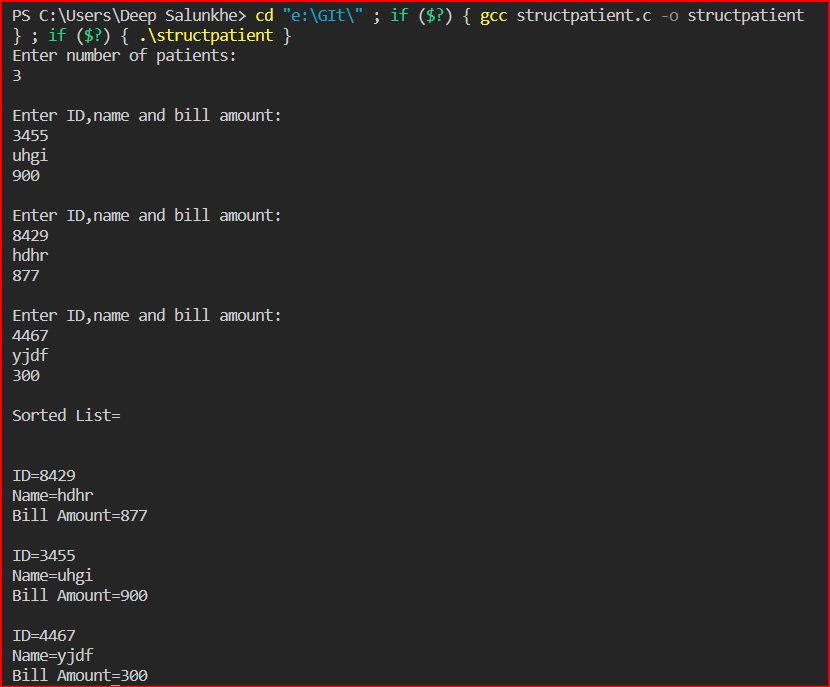 PS C:\Users\Deep Salunkhe> cd "e:\GIt\" ; if ($?) { gcc structpatient.c -o structpatient
} ; if ($?) { .\structpatient }
Enter number of patients:
3
Enter ID,name and bill amount:
3455
uhgi
900
Enter ID,name and bill amount:
8429
hdhr
877
Enter ID,name and bill amount:
4467
yjdf
300
Sorted List=
ID=8429
Name=hdhr
Bill Amount=877
ID=3455
Name=uhgi
Bill Amount=900
ID=4467
Name=yjdf
Bill Amount=300